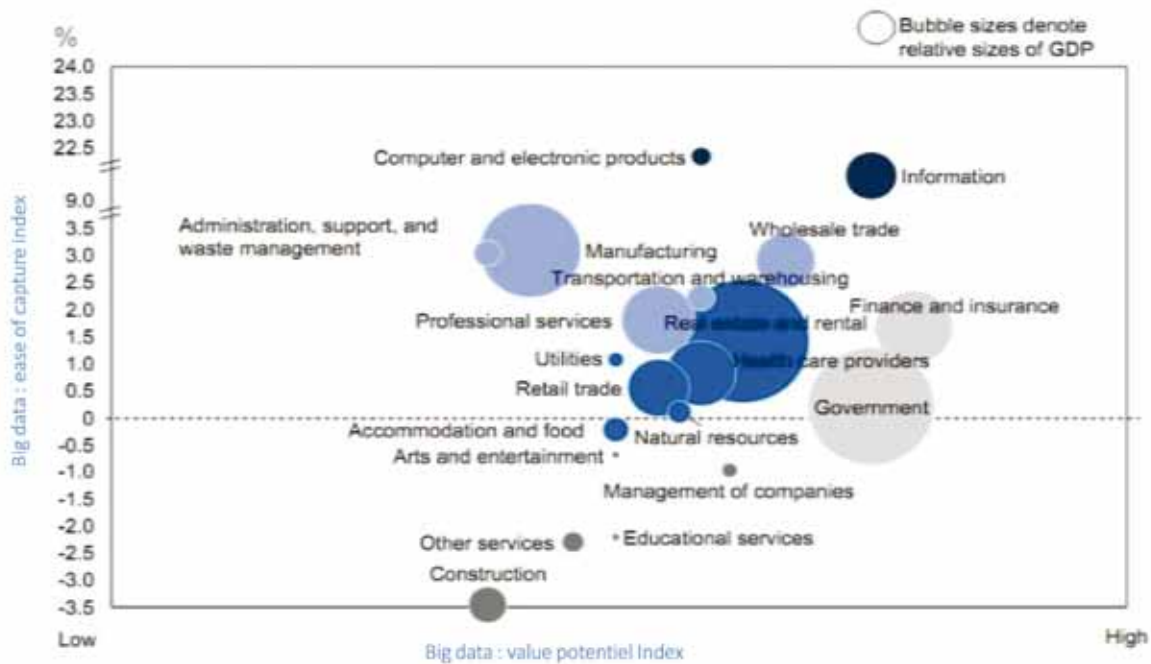 Bubble sizes denote
relative sizes of GDP
%
24.0
23.5
23.0
22.5
9.0
3.5
3.0
2.5
2.0
1.5
1.0
0.5
0
-0.5
-1.0
-1.5
-2.0
-2.5
-3.0
-3.5
Big data : ease of capture index
Computer and electronic products
Information
Administration, support, and
waste management
Manufacturing
Wholesale trade
Transportation and warehousing
Professional services
Real estate and rental
Finance and insurance
Utilities
Health care providers
Retail trade
Government
Accommodation and food
Natural resources
Arts and entertainment
Management of companies
Other services
Educational services
Construction
Low
High
Big data : value potentiel Index